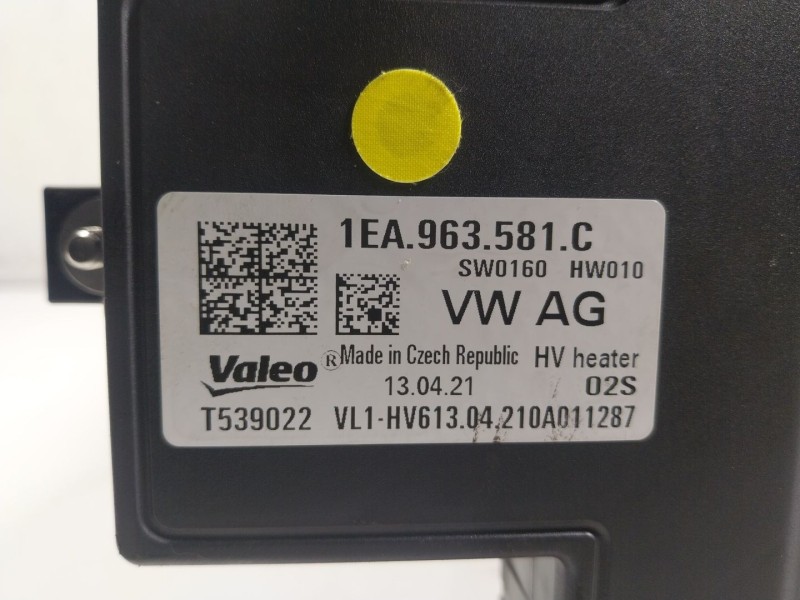 1EA.963.581.C
SW0160 HW010
VW AG
Valeo ® Made in Czech Republic HV heater
13.04.21 02S
T539022 VL1-HV613.04.210A011287